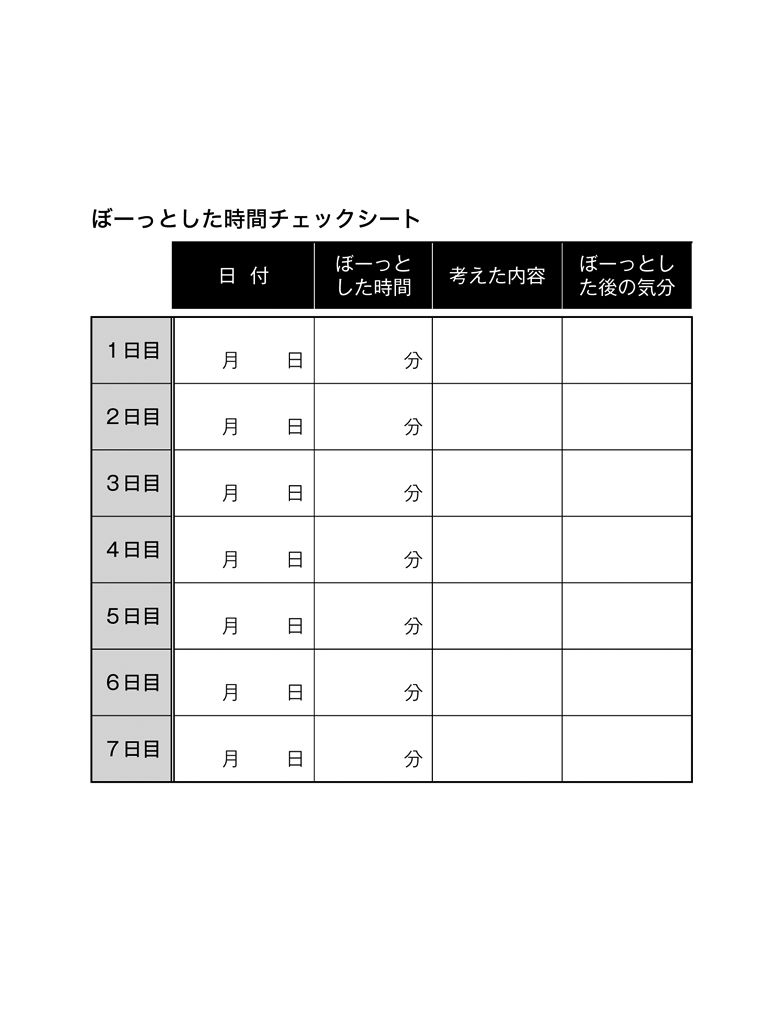 ぼーっとした時間チェックシート
日 付
ぼーっと
した時間
考えた内容
ぼーっとし
た後の気分
1日目 月 日 分
2日目 月 日 分
3日目 月 日 分
4日目 月 日 分
5日目 月 日 分
6日目 月 日 分
7日目 月 日 分